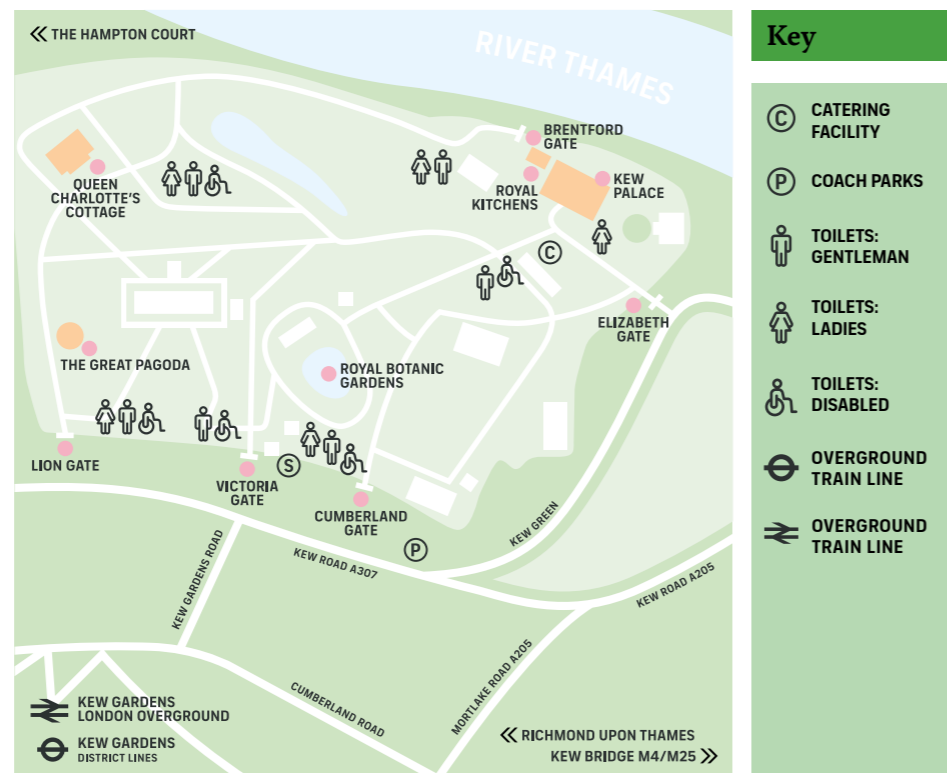 THE HAMPTON COURT
RIVER THAMES
BRENTFORD
GATE
QUEEN
CHARLOTTE'S
COTTAGE
ROYAL
KITCHENS
KEW
PALACE
C
ELIZABETH
GATE
THE GREAT PAGODA
ROYAL BOTANIC
GARDENS
LION GATE
S
VICTORIA
GATE
CUMBERLAND
GATE
P
KEW GREEN
KEW ROAD A307
KEW GARDENS ROAD
KEW ROAD A205
MORTLAKE ROAD A205
CUMBERLAND ROAD
KEW GARDENS
LONDON OVERGROUND
KEW GARDENS
DISTRICT LINES
RICHMOND UPON THAMES
KEW BRIDGE M4/M25
Key
C CATERING
FACILITY
P COACH PARKS
TOILETS:
GENTLEMAN
TOILETS:
LADIES
TOILETS:
DISABLED
OVERGROUND
TRAIN LINE
OVERGROUND
TRAIN LINE